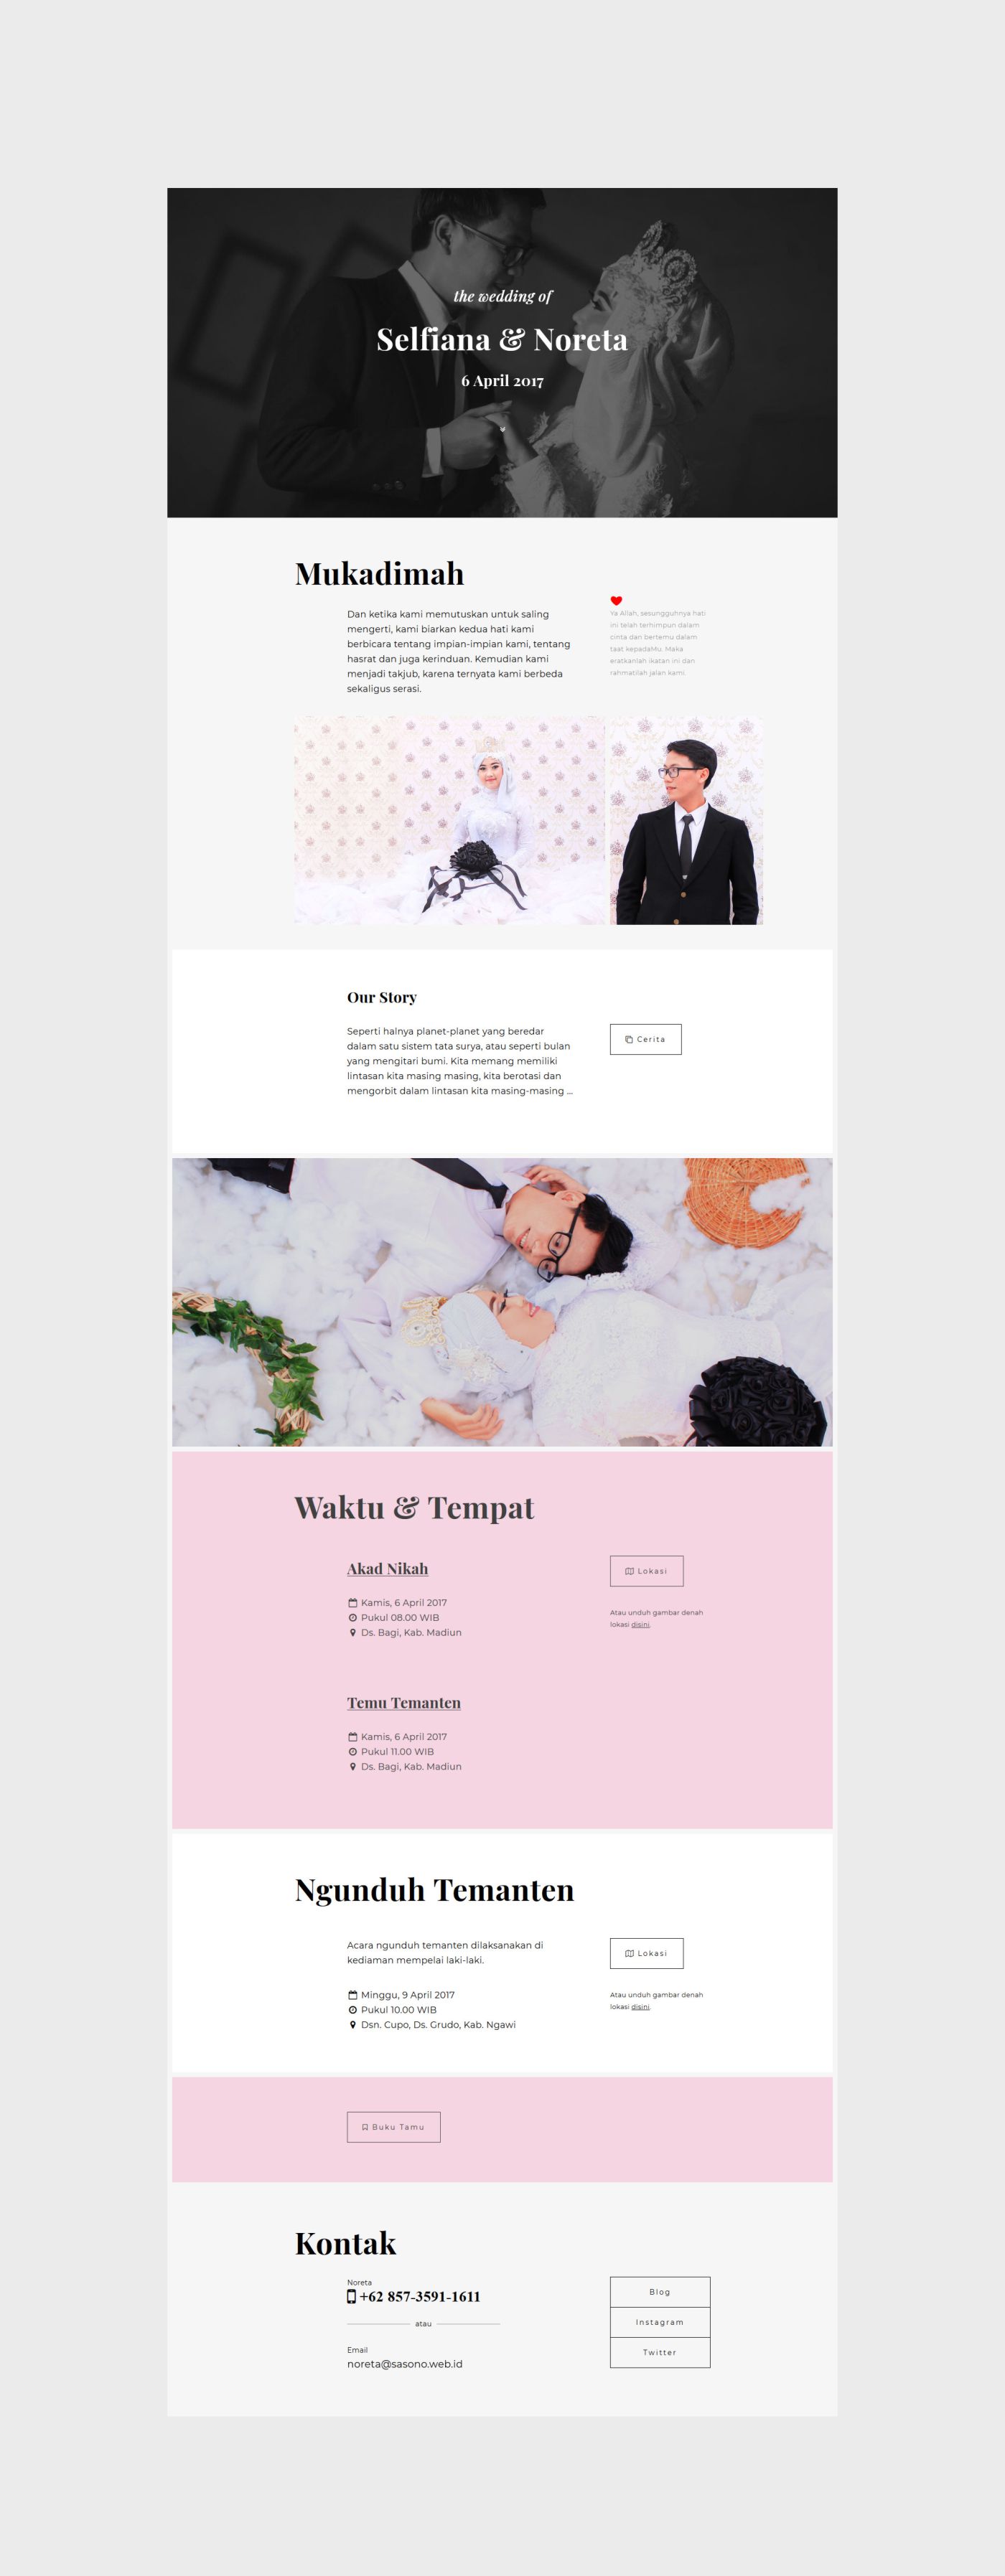 the wedding of
Selfiana & Noreta
6 April 2017
Mukadimah
Dan ketika kami memutuskan untuk saling
mengerti, kami biarkan kedua hati kami
berbicara tentang impian-impian kami, tentang
hasrat dan juga kerinduan. Kemudian kami
menjadi takjub, karena ternyata kami berbeda
sekaligus serasi.
Ya Allah, sesungguhnya hati
ini telah terhimpun dalam
cinta dan bertemu dalam
taat kepadaMu. Maka
eratkanlah ikatan ini dan
rahmatilah jalan kami.
Our Story
Seperti halnya planet-planet yang beredar
dalam satu sistem tata surya, atau seperti bulan
yang mengitari bumi. Kita memang memiliki
lintasan kita masing masing, kita berotasi dan
mengorbit dalam lintasan kita masing-masing ...
Cerita
Waktu & Tempat
Akad Nikah
Kamis, 6 April 2017
Pukul 08.00 WIB
Ds. Bagi, Kab. Madiun
Lokasi
Atau unduh gambar denah
lokasi disini.
Temu Temanten
Kamis, 6 April 2017
Pukul 11.00 WIB
Ds. Bagi, Kab. Madiun
Ngunduh Temanten
Acara ngunduh temanten dilaksanakan di
kediaman mempelai laki-laki.
Minggu, 9 April 2017
Pukul 10.00 WIB
Dsn. Cupo, Ds. Grudo, Kab. Ngawi
Lokasi
Atau unduh gambar denah
lokasi disini.
Buku Tamu
Kontak
Noreta
+62 857-3591-1611
atau
Email
noreta@sasono.web.id
Blog
Instagram
Twitter